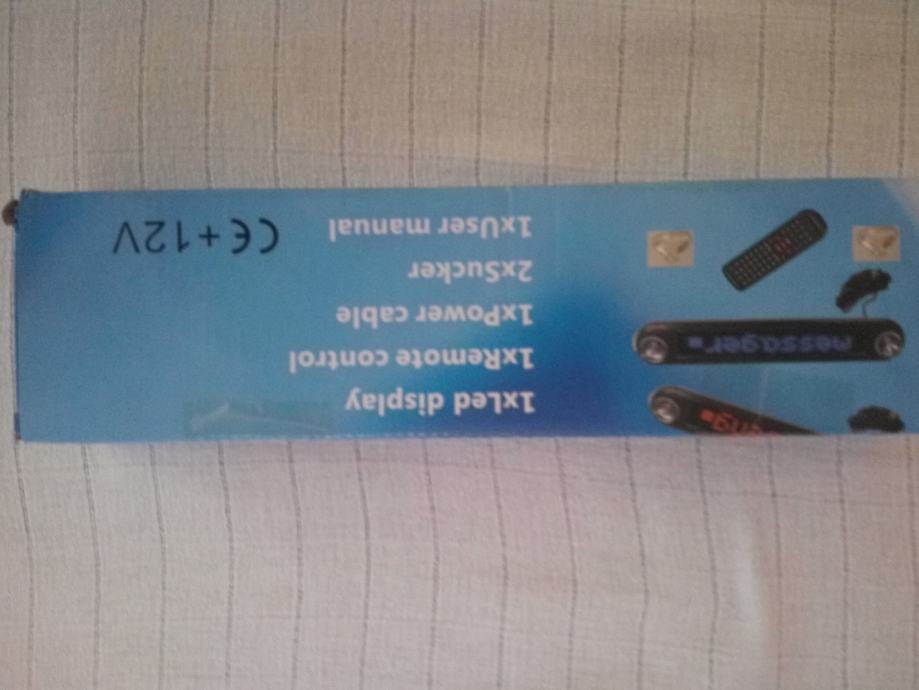 1xLed display
1xRemote control
1xPower cable
2xSucker
1xUser manual
CE+12V
messager